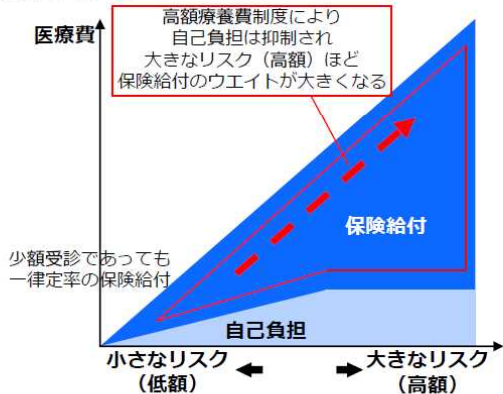 高額療養費制度により
自己負担は抑制され
大きなリスク（高額）ほど
保険給付のウエイトが大きくなる
医療費
保険給付
少額受診であっても
一律定率の保険給付
自己負担
小さなリスク
（低額）
大きなリスク
（高額）